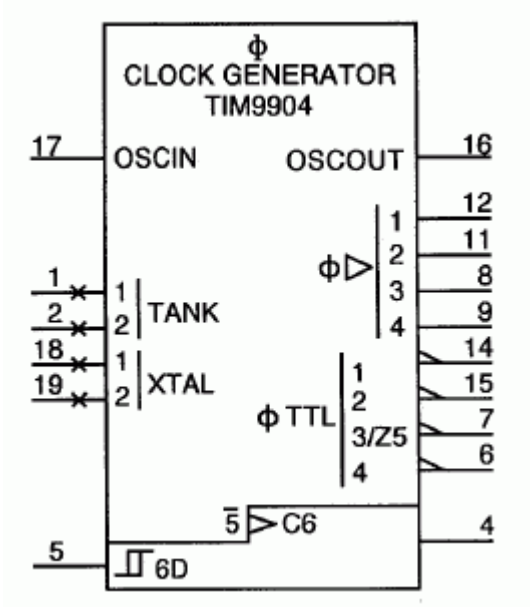 ϕ
CLOCK GENERATOR
TIM9904
17 OSCIN OSCOUT 16
1 12
2 11
ϕ▷
3 8
4 9
1 1 TANK
2 2
18 1 XTAL
19 2
1 14
2 15
ϕ TTL
3/Z5 7
4 6
5̅ ▷ C6 4
5 6D